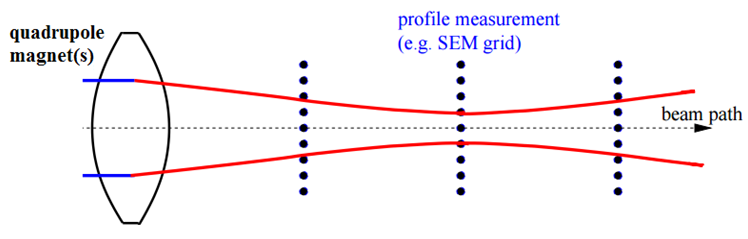 quadrupole
magnet(s)
profile measurement
(e.g. SEM grid)
beam path